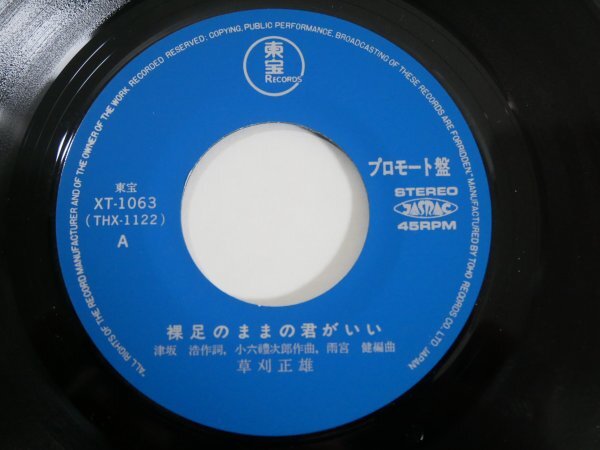 "ALL RIGHTS OF THE RECORD MANUFACTURER AND OF THE OWNER OF THE WORK RECORDED RESERVED; COPYING, PUBLIC PERFORMANCE, BROADCASTING OF THESE RECORDS ARE FORBIDDEN." MANUFACTURED BY TOHO RECORDS CO., LTD. JAPAN
東宝
RECORDS
プロモート盤
STEREO
JASRAC
45RPM
東宝
XT-1063
(THX-1122)
A
裸足のままの君がいい
津坂 浩作詞, 小六禮次郎作曲, 雨宮 健編曲
草刈正雄